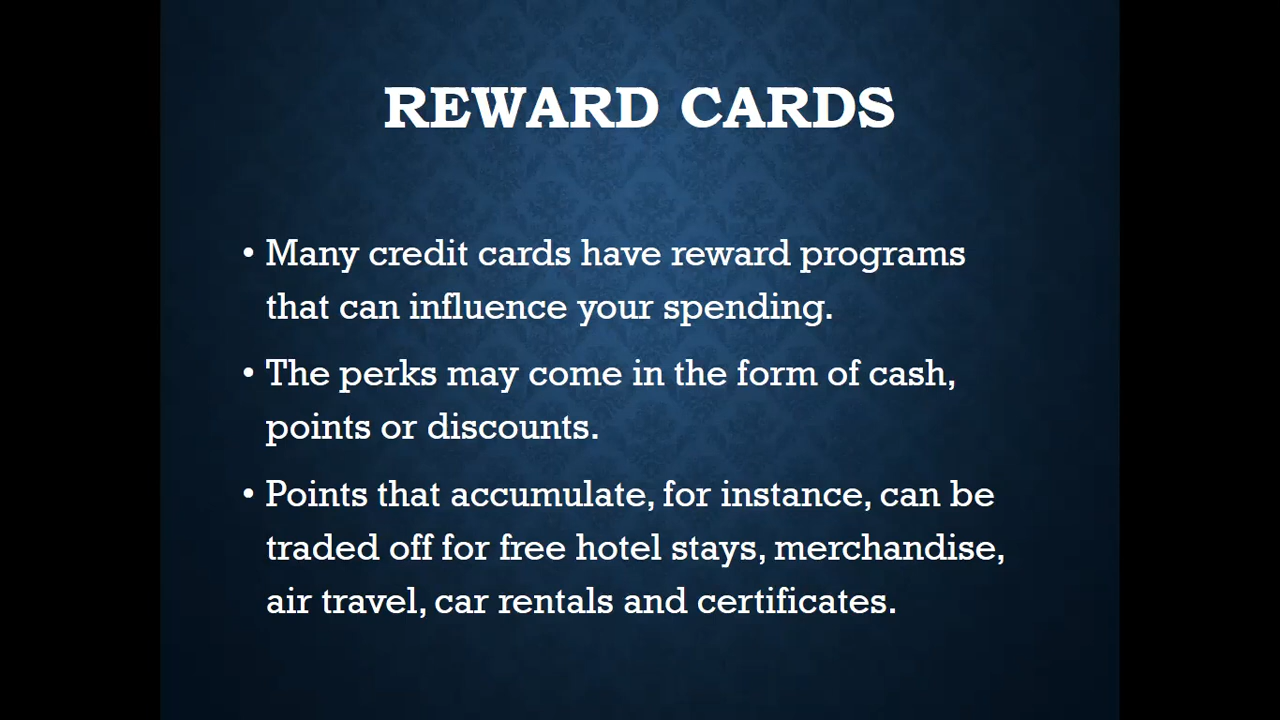 REWARD CARDS
• Many credit cards have reward programs
that can influence your spending.
• The perks may come in the form of cash,
points or discounts.
• Points that accumulate, for instance, can be
traded off for free hotel stays, merchandise,
air travel, car rentals and certificates.